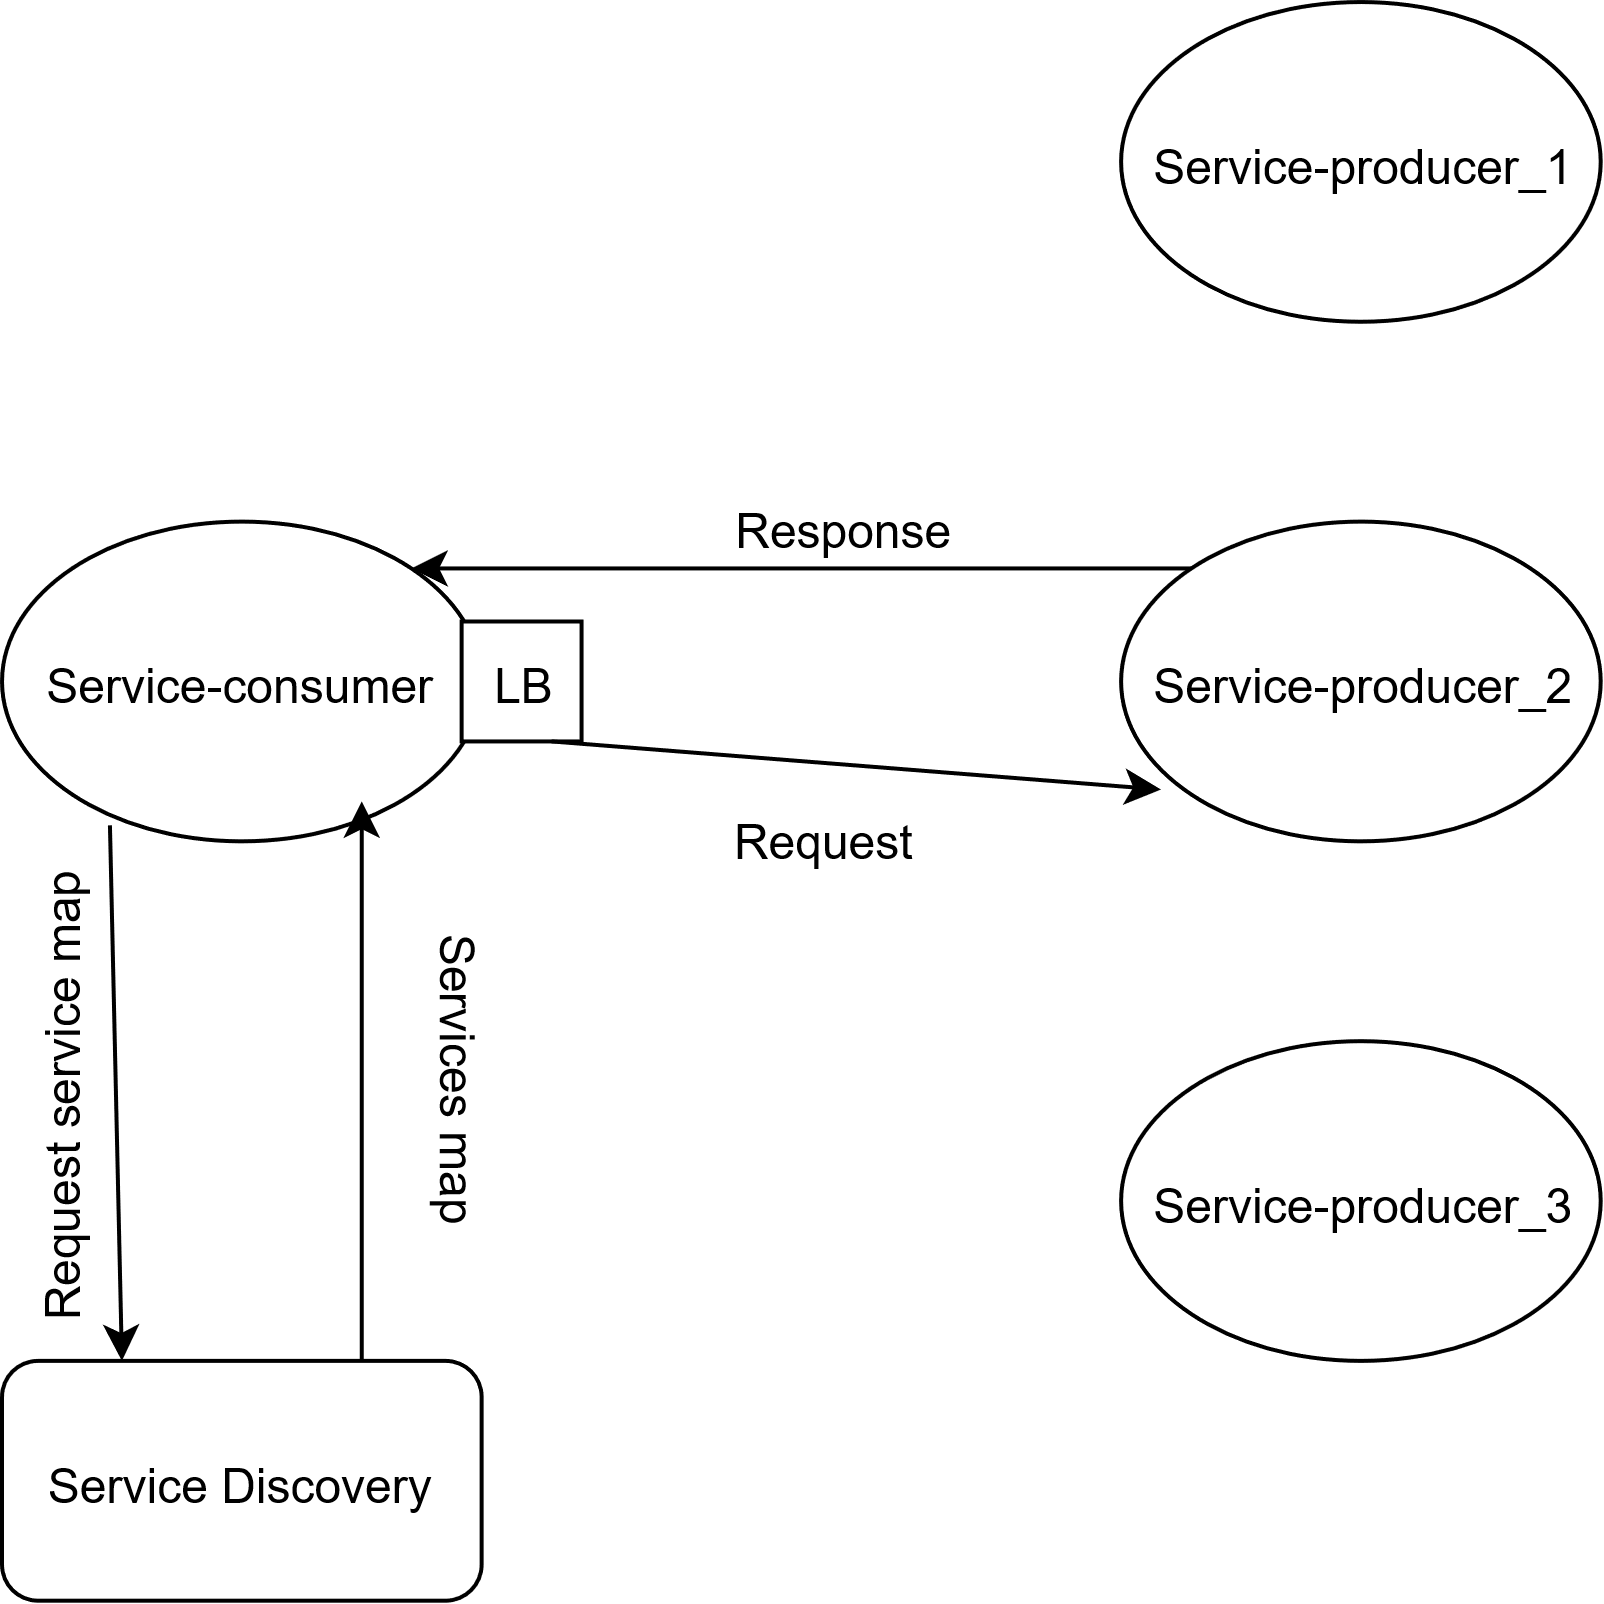 Service-producer_1
Response
Service-consumer
LB
Service-producer_2
Request
Request service map
Services map
Service-producer_3
Service Discovery